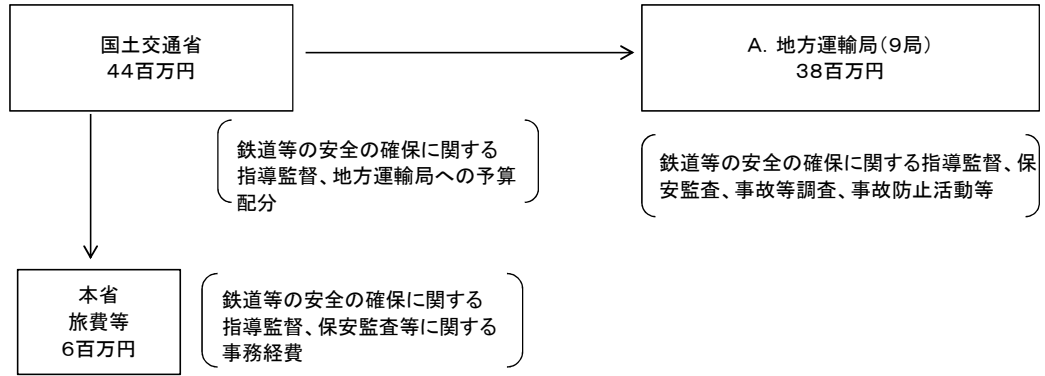 国土交通省
44百万円
A．地方運輸局（9局）
38百万円
鉄道等の安全の確保に関する
指導監督、地方運輸局への予算
配分
鉄道等の安全の確保に関する指導監督、保
安監査、事故等調査、事故防止活動等
本省
旅費等
6百万円
鉄道等の安全の確保に関する
指導監督、保安監査等に関する
事務経費